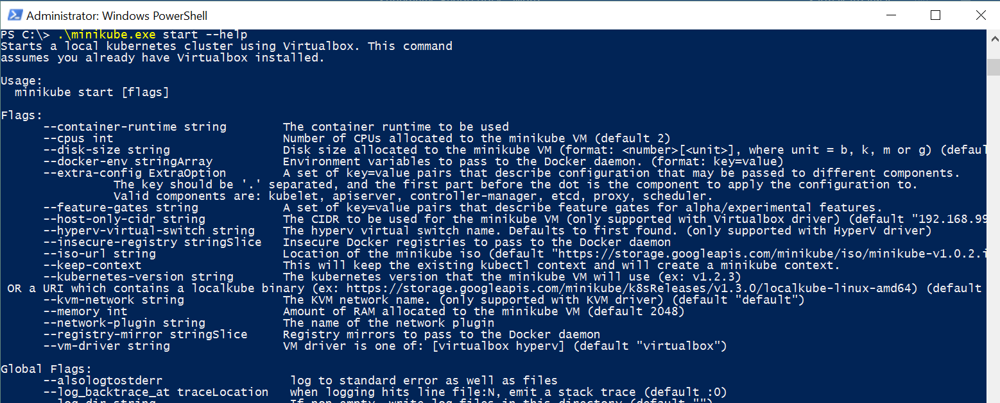 Administrator: Windows PowerShell
PS C:\> .\minikube.exe start --help
Starts a local kubernetes cluster using Virtualbox. This command
assumes you already have Virtualbox installed.
Usage:
minikube start [flags]
Flags:
--container-runtime string The container runtime to be used
--cpus int Number of CPUs allocated to the minikube VM (default 2)
--disk-size string Disk size allocated to the minikube VM (format: <number>[<unit>], where unit = b, k, m or g) (defaul
--docker-env stringArray Environment variables to pass to the Docker daemon. (format: key=value)
--extra-config ExtraOption A set of key=value pairs that describe configuration that may be passed to different components.
The key should be '.' separated, and the first part before the dot is the component to apply the configuration to.
Valid components are: kubelet, apiserver, controller-manager, etcd, proxy, scheduler.
--feature-gates string A set of key=value pairs that describe feature gates for alpha/experimental features.
--host-only-cidr string The CIDR to be used for the minikube VM (only supported with Virtualbox driver) (default "192.168.99
--hyperv-virtual-switch string The hyperv virtual switch name. Defaults to first found. (only supported with HyperV driver)
--insecure-registry stringSlice Insecure Docker registries to pass to the Docker daemon
--iso-url string Location of the minikube iso (default "https://storage.googleapis.com/minikube/iso/minikube-v1.0.2.i
--keep-context This will keep the existing kubectl context and will create a minikube context.
--kubernetes-version string The kubernetes version that the minikube VM will use (ex: v1.2.3)
OR a URI which contains a localkube binary (ex: https://storage.googleapis.com/minikube/k8sReleases/v1.3.0/localkube-linux-amd64) (default
--kvm-network string The KVM network name. (only supported with KVM driver) (default "default")
--memory int Amount of RAM allocated to the minikube VM (default 2048)
--network-plugin string The name of the network plugin
--registry-mirror stringSlice Registry mirrors to pass to the Docker daemon
--vm-driver string VM driver is one of: [virtualbox hyperv] (default "virtualbox")
Global Flags:
--alsologtostderr log to standard error as well as files
--log_backtrace_at traceLocation when logging hits line file:N, emit a stack trace (default :0)
--log_dir string If non-empty, write log files in this directory (default "")